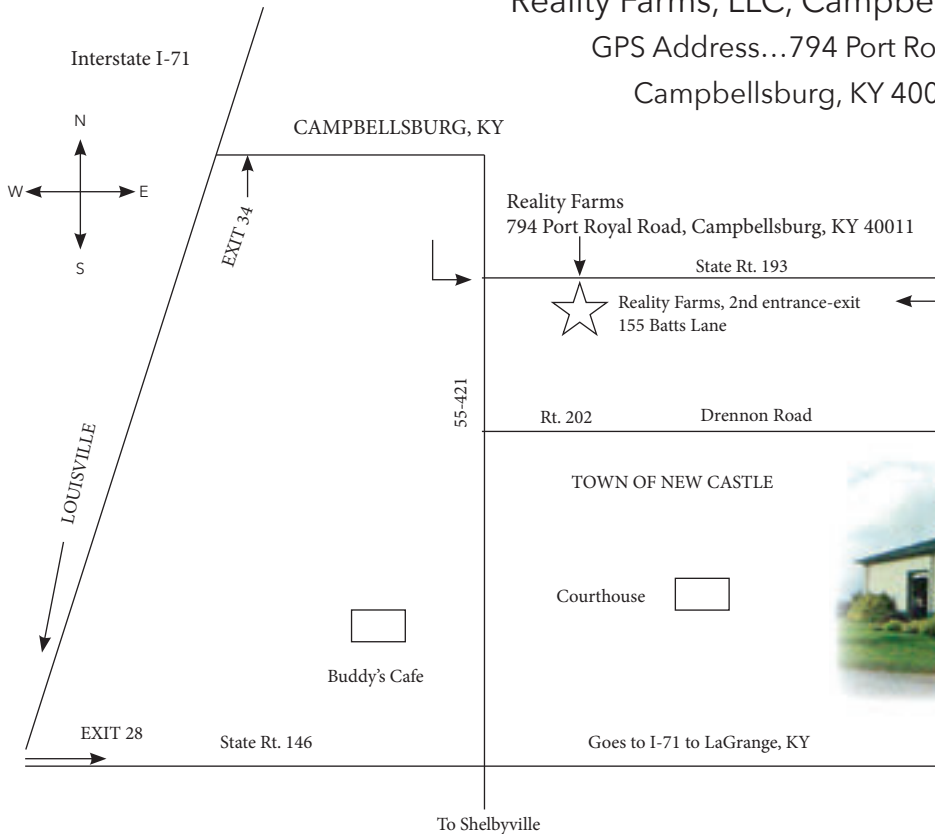 Reality Farms, LLC,
GPS Address...794 Port
Campbellsburg, KY
Interstate I-71
N
W
E
S
CAMPBELLSBURG, KY
EXIT 34
Reality Farms
794 Port Royal Road, Campbellsburg, KY 40011
State Rt. 193
Reality Farms, 2nd entrance-exit
155 Batts Lane
55-421
Rt. 202
Drennon Road
LOUISVILLE
TOWN OF NEW CASTLE
Courthouse
Buddy's Cafe
EXIT 28
State Rt. 146
Goes to I-71 to LaGrange, KY
To Shelbyville